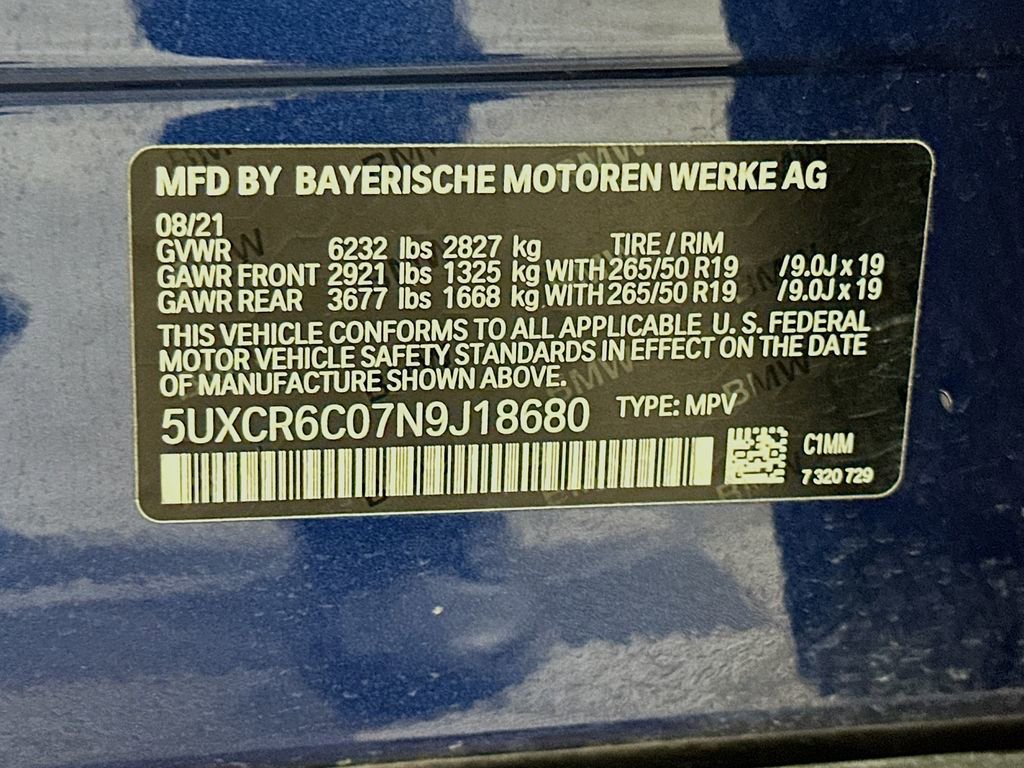 MFD BY BAYERISCHE MOTOREN WERKE AG
08/21
GVWR 6232 lbs 2827 kg TIRE / RIM
GAWR FRONT 2921 lbs 1325 kg WITH 265/50 R19 /9.0J x 19
GAWR REAR 3677 lbs 1668 kg WITH 265/50 R19 /9.0J x 19
THIS VEHICLE CONFORMS TO ALL APPLICABLE U. S. FEDERAL
MOTOR VEHICLE SAFETY STANDARDS IN EFFECT ON THE DATE
OF MANUFACTURE SHOWN ABOVE.
5UXCR6C07N9J18680 TYPE: MPV
C1MM
7 320 729